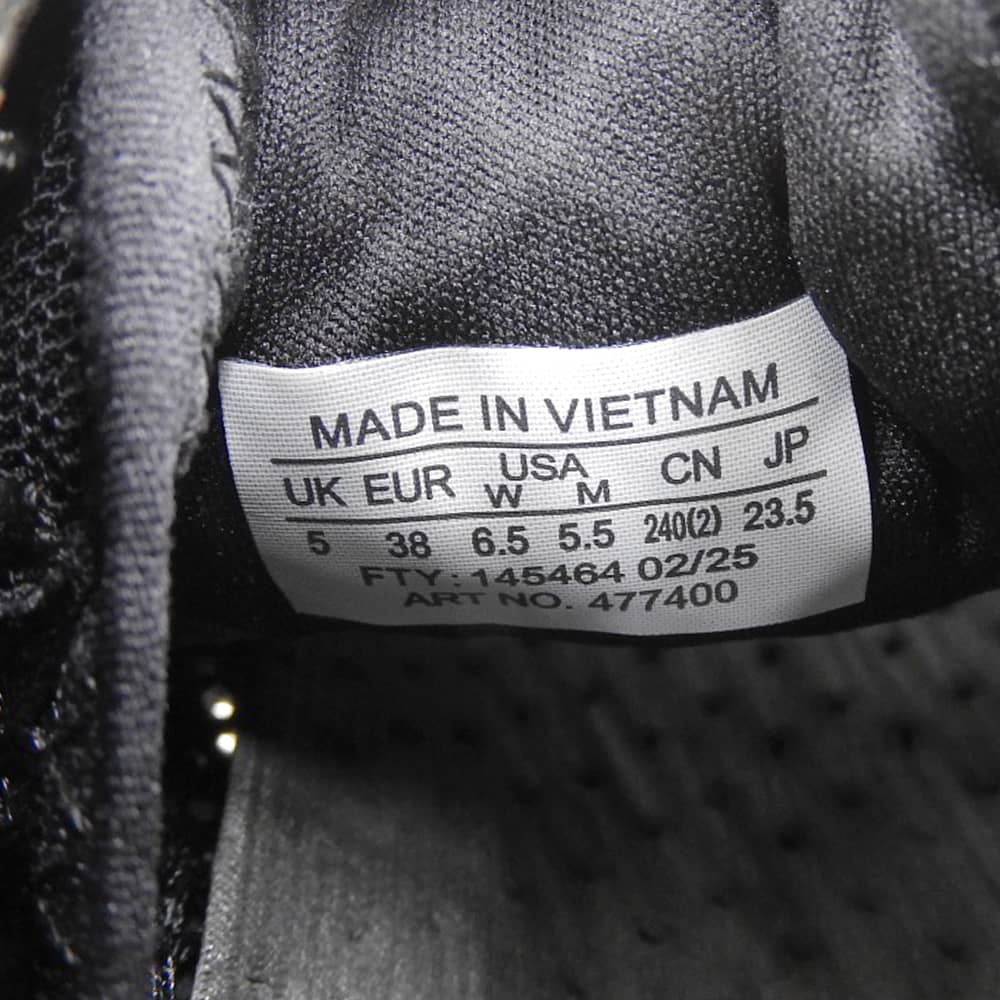 MADE IN VIETNAM
UK EUR USA CN JP
W M
5 38 6.5 5.5 240(2) 23.5
FTY: 145464 02/25
ART NO. 477400